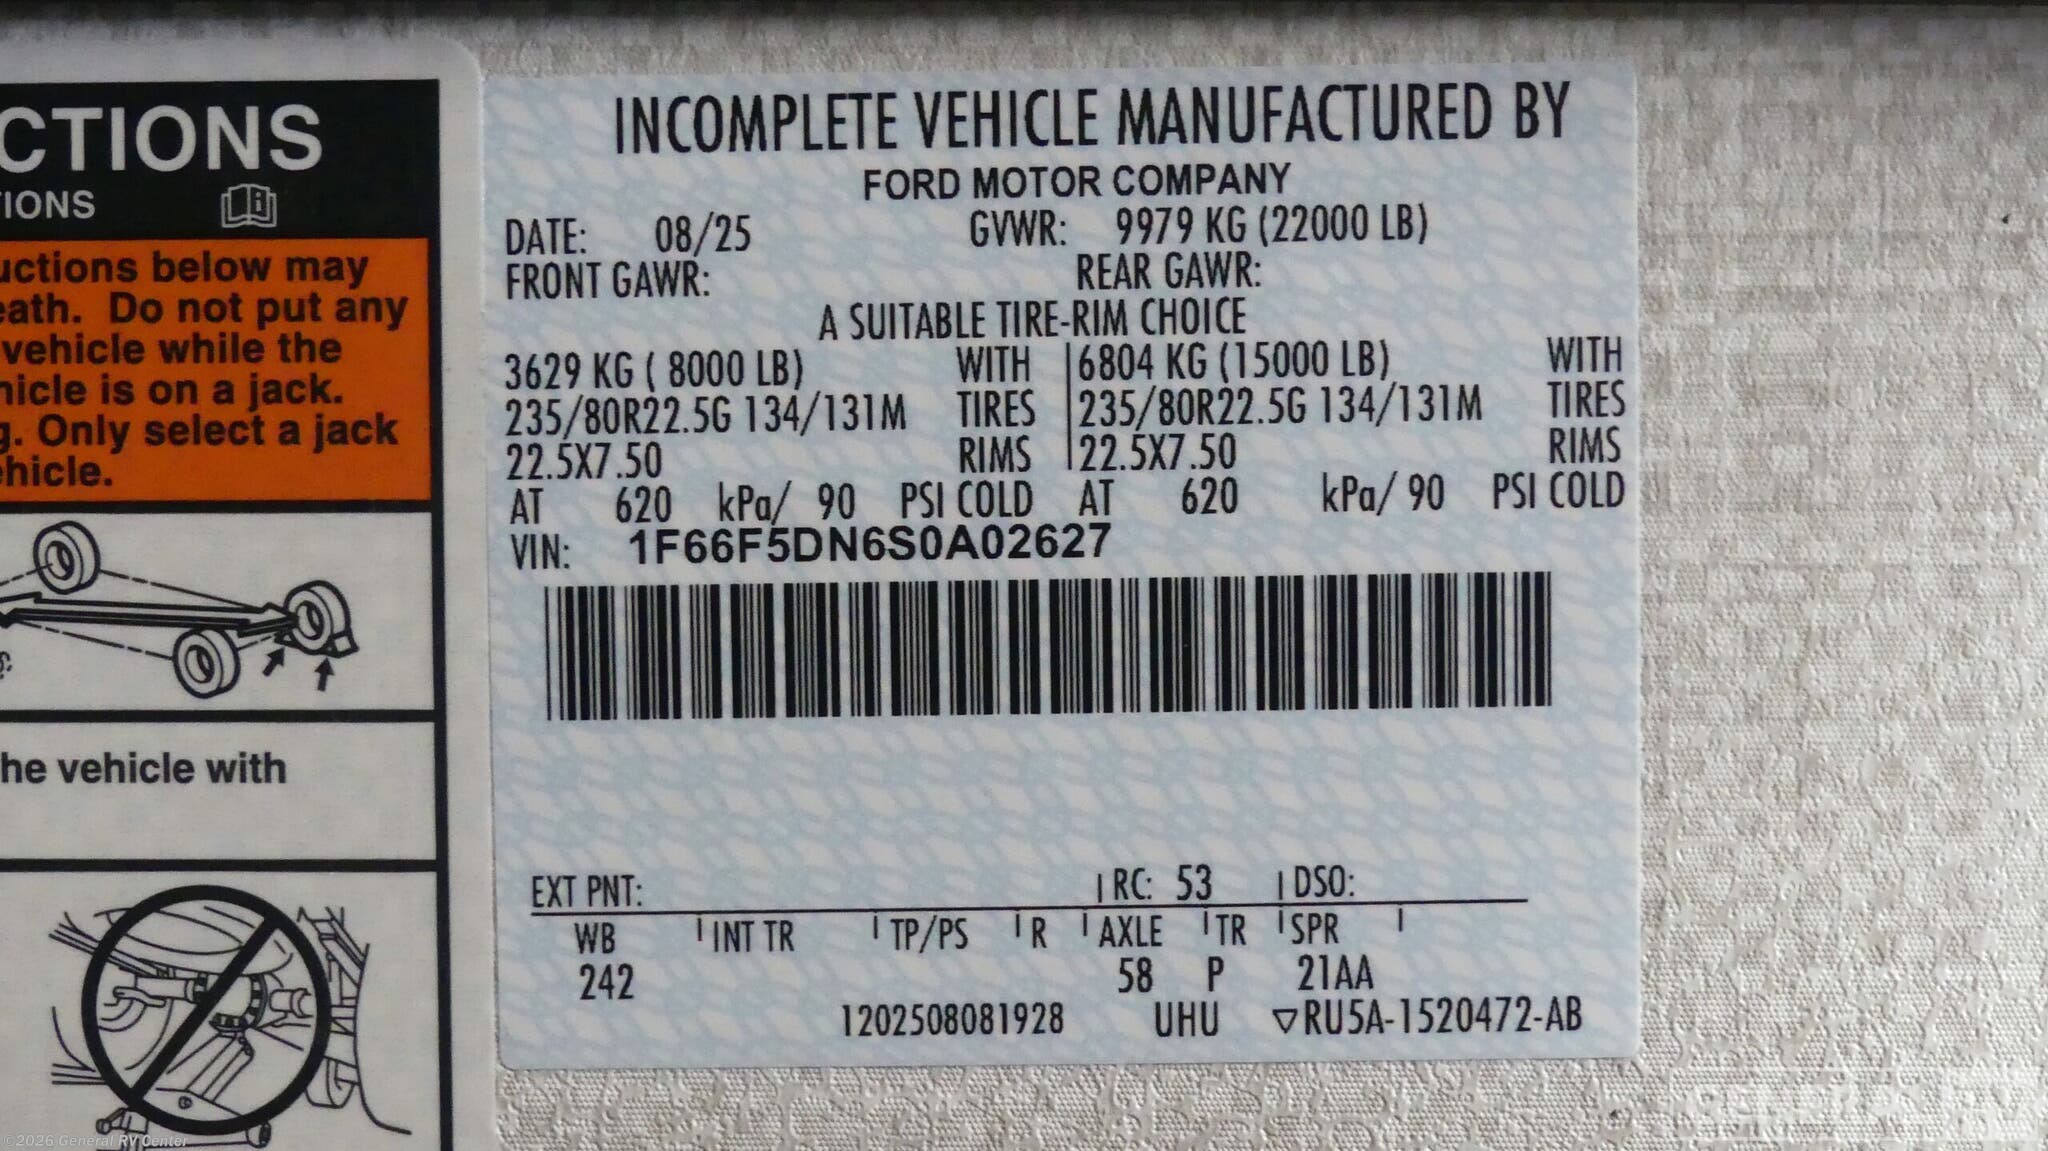 CTIONS
IONS
uctions below may
eath. Do not put any
vehicle while the
hicle is on a jack.
g. Only select a jack
ehicle.
he vehicle with
INCOMPLETE VEHICLE MANUFACTURED BY
FORD MOTOR COMPANY
DATE: 08/25 GVWR: 9979 KG (22000 LB)
FRONT GAWR: REAR GAWR:
A SUITABLE TIRE-RIM CHOICE
3629 KG ( 8000 LB) WITH 6804 KG (15000 LB) WITH
235/80R22.5G 134/131M TIRES 235/80R22.5G 134/131M TIRES
22.5X7.50 RIMS 22.5X7.50 RIMS
AT 620 kPa/ 90 PSI COLD AT 620 kPa/ 90 PSI COLD
VIN: 1F66F5DN6S0A02627
EXT PNT: RC: 53 DSO:
WB INT TR TP/PS R AXLE TR SPR
242 58 P 21AA
1202508081928 UHU ▽RU5A-1520472-AB
©2026 General RV Center
GENERAL RV